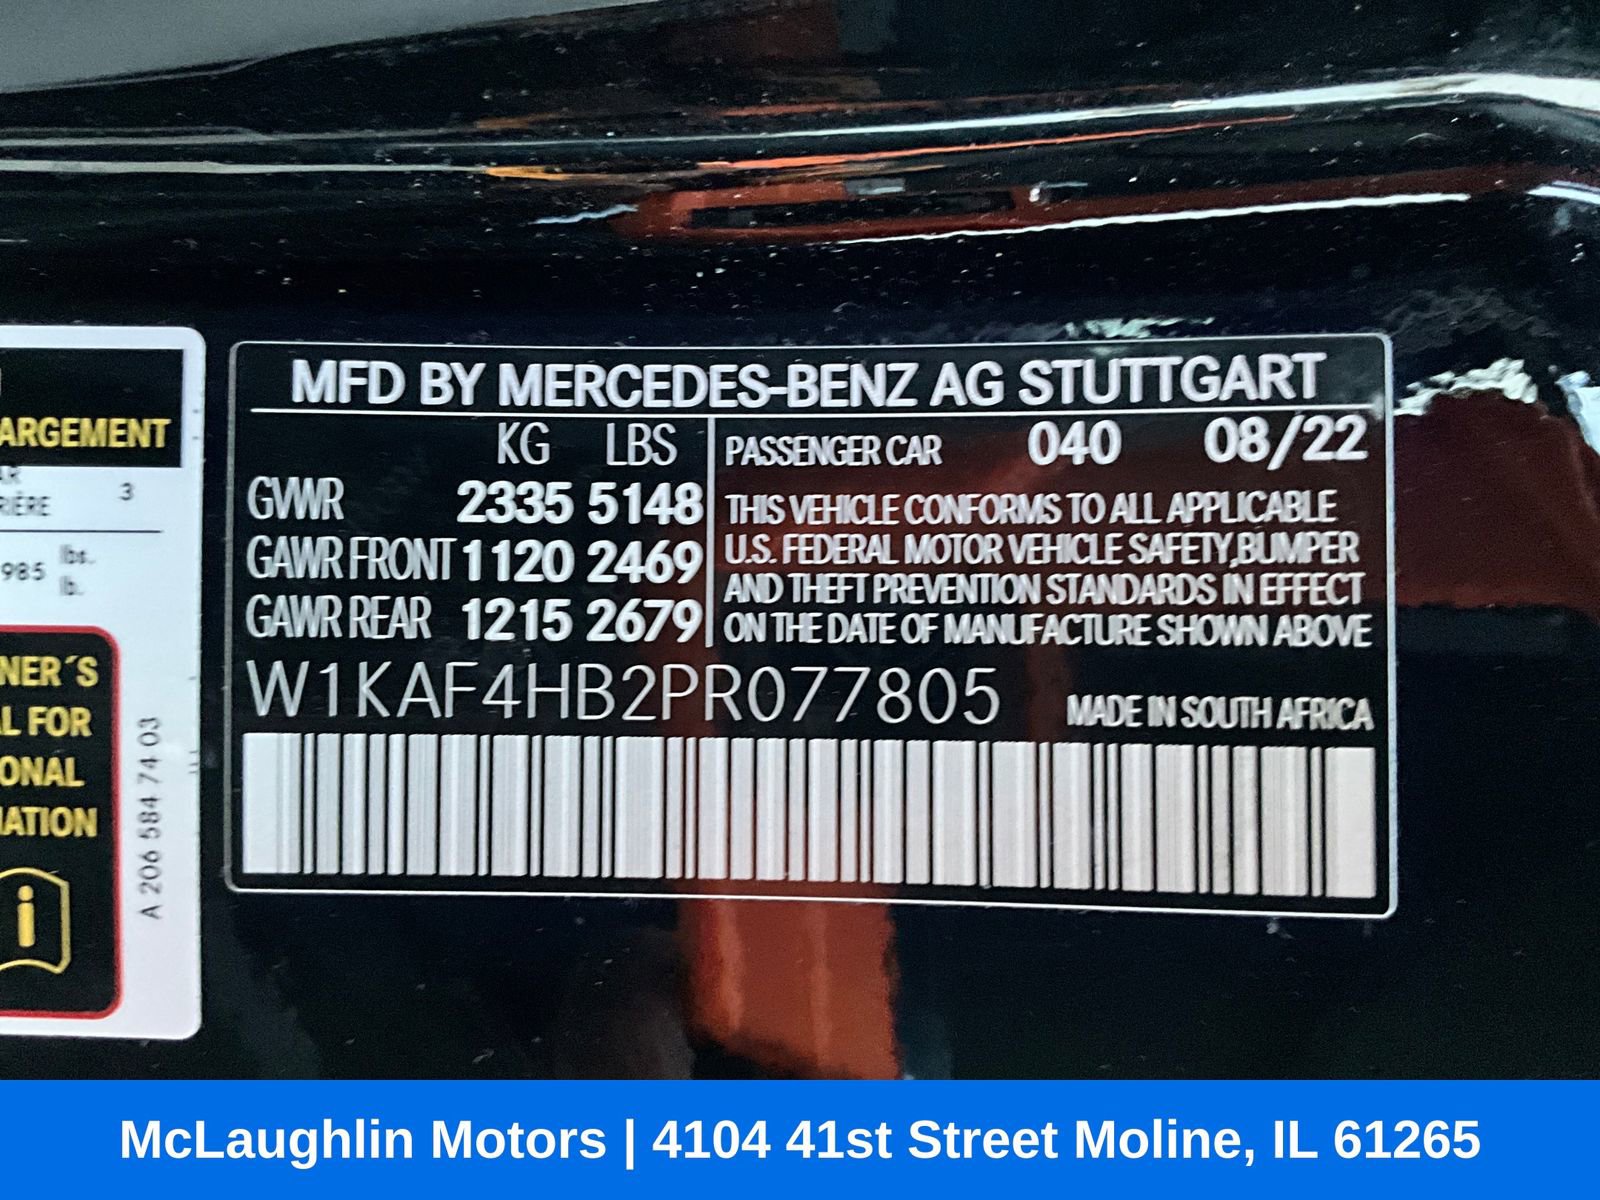 ARGEMENT
AR
RIÈRE 3
985 lbs.
lb.
NER´S
AL FOR
ONAL
MATION
i
A 206 584 74 03
MFD BY MERCEDES-BENZ AG STUTTGART
KG LBS
GVWR 2335 5148
GAWR FRONT 1120 2469
GAWR REAR 1215 2679
PASSENGER CAR 040 08/22
THIS VEHICLE CONFORMS TO ALL APPLICABLE
U.S. FEDERAL MOTOR VEHICLE SAFETY,BUMPER
AND THEFT PREVENTION STANDARDS IN EFFECT
ON THE DATE OF MANUFACTURE SHOWN ABOVE
W1KAF4HB2PR077805
MADE IN SOUTH AFRICA
McLaughlin Motors | 4104 41st Street Moline, IL 61265